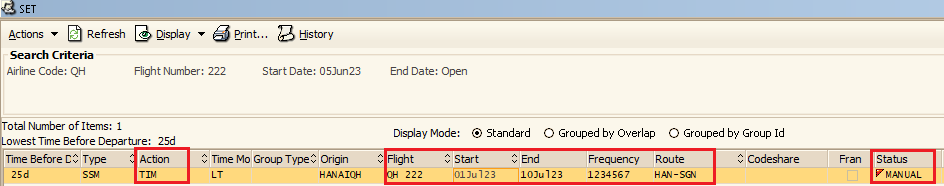 SET
Actions Refresh Display Print... History
Search Criteria
Airline Code: QH Flight Number: 222 Start Date: 05Jun23 End Date: Open
Total Number of Items: 1
Display Mode: Standard Grouped by Overlap Grouped by Group Id
Lowest Time Before Departure: 25d
Time Before D Type Action Time Mo Group Type Origin Flight Start End Frequency Route Codeshare Fran Status
25d SSM TIM LT HANAIQH QH 222 01Jul23 10Jul23 1234567 HAN-SGN MANUAL